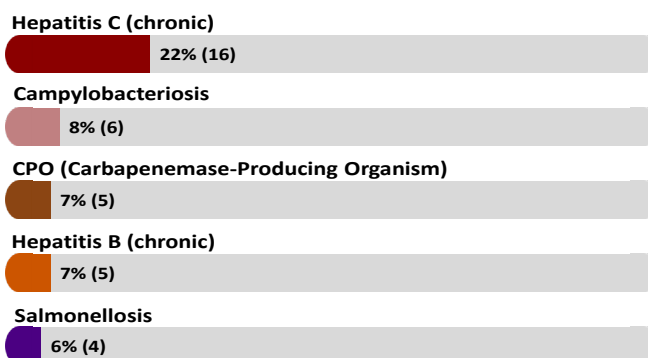 Hepatitis C (chronic)
22% (16)
Campylobacteriosis
8% (6)
CPO (Carbapenemase-Producing Organism)
7% (5)
Hepatitis B (chronic)
7% (5)
Salmonellosis
6% (4)